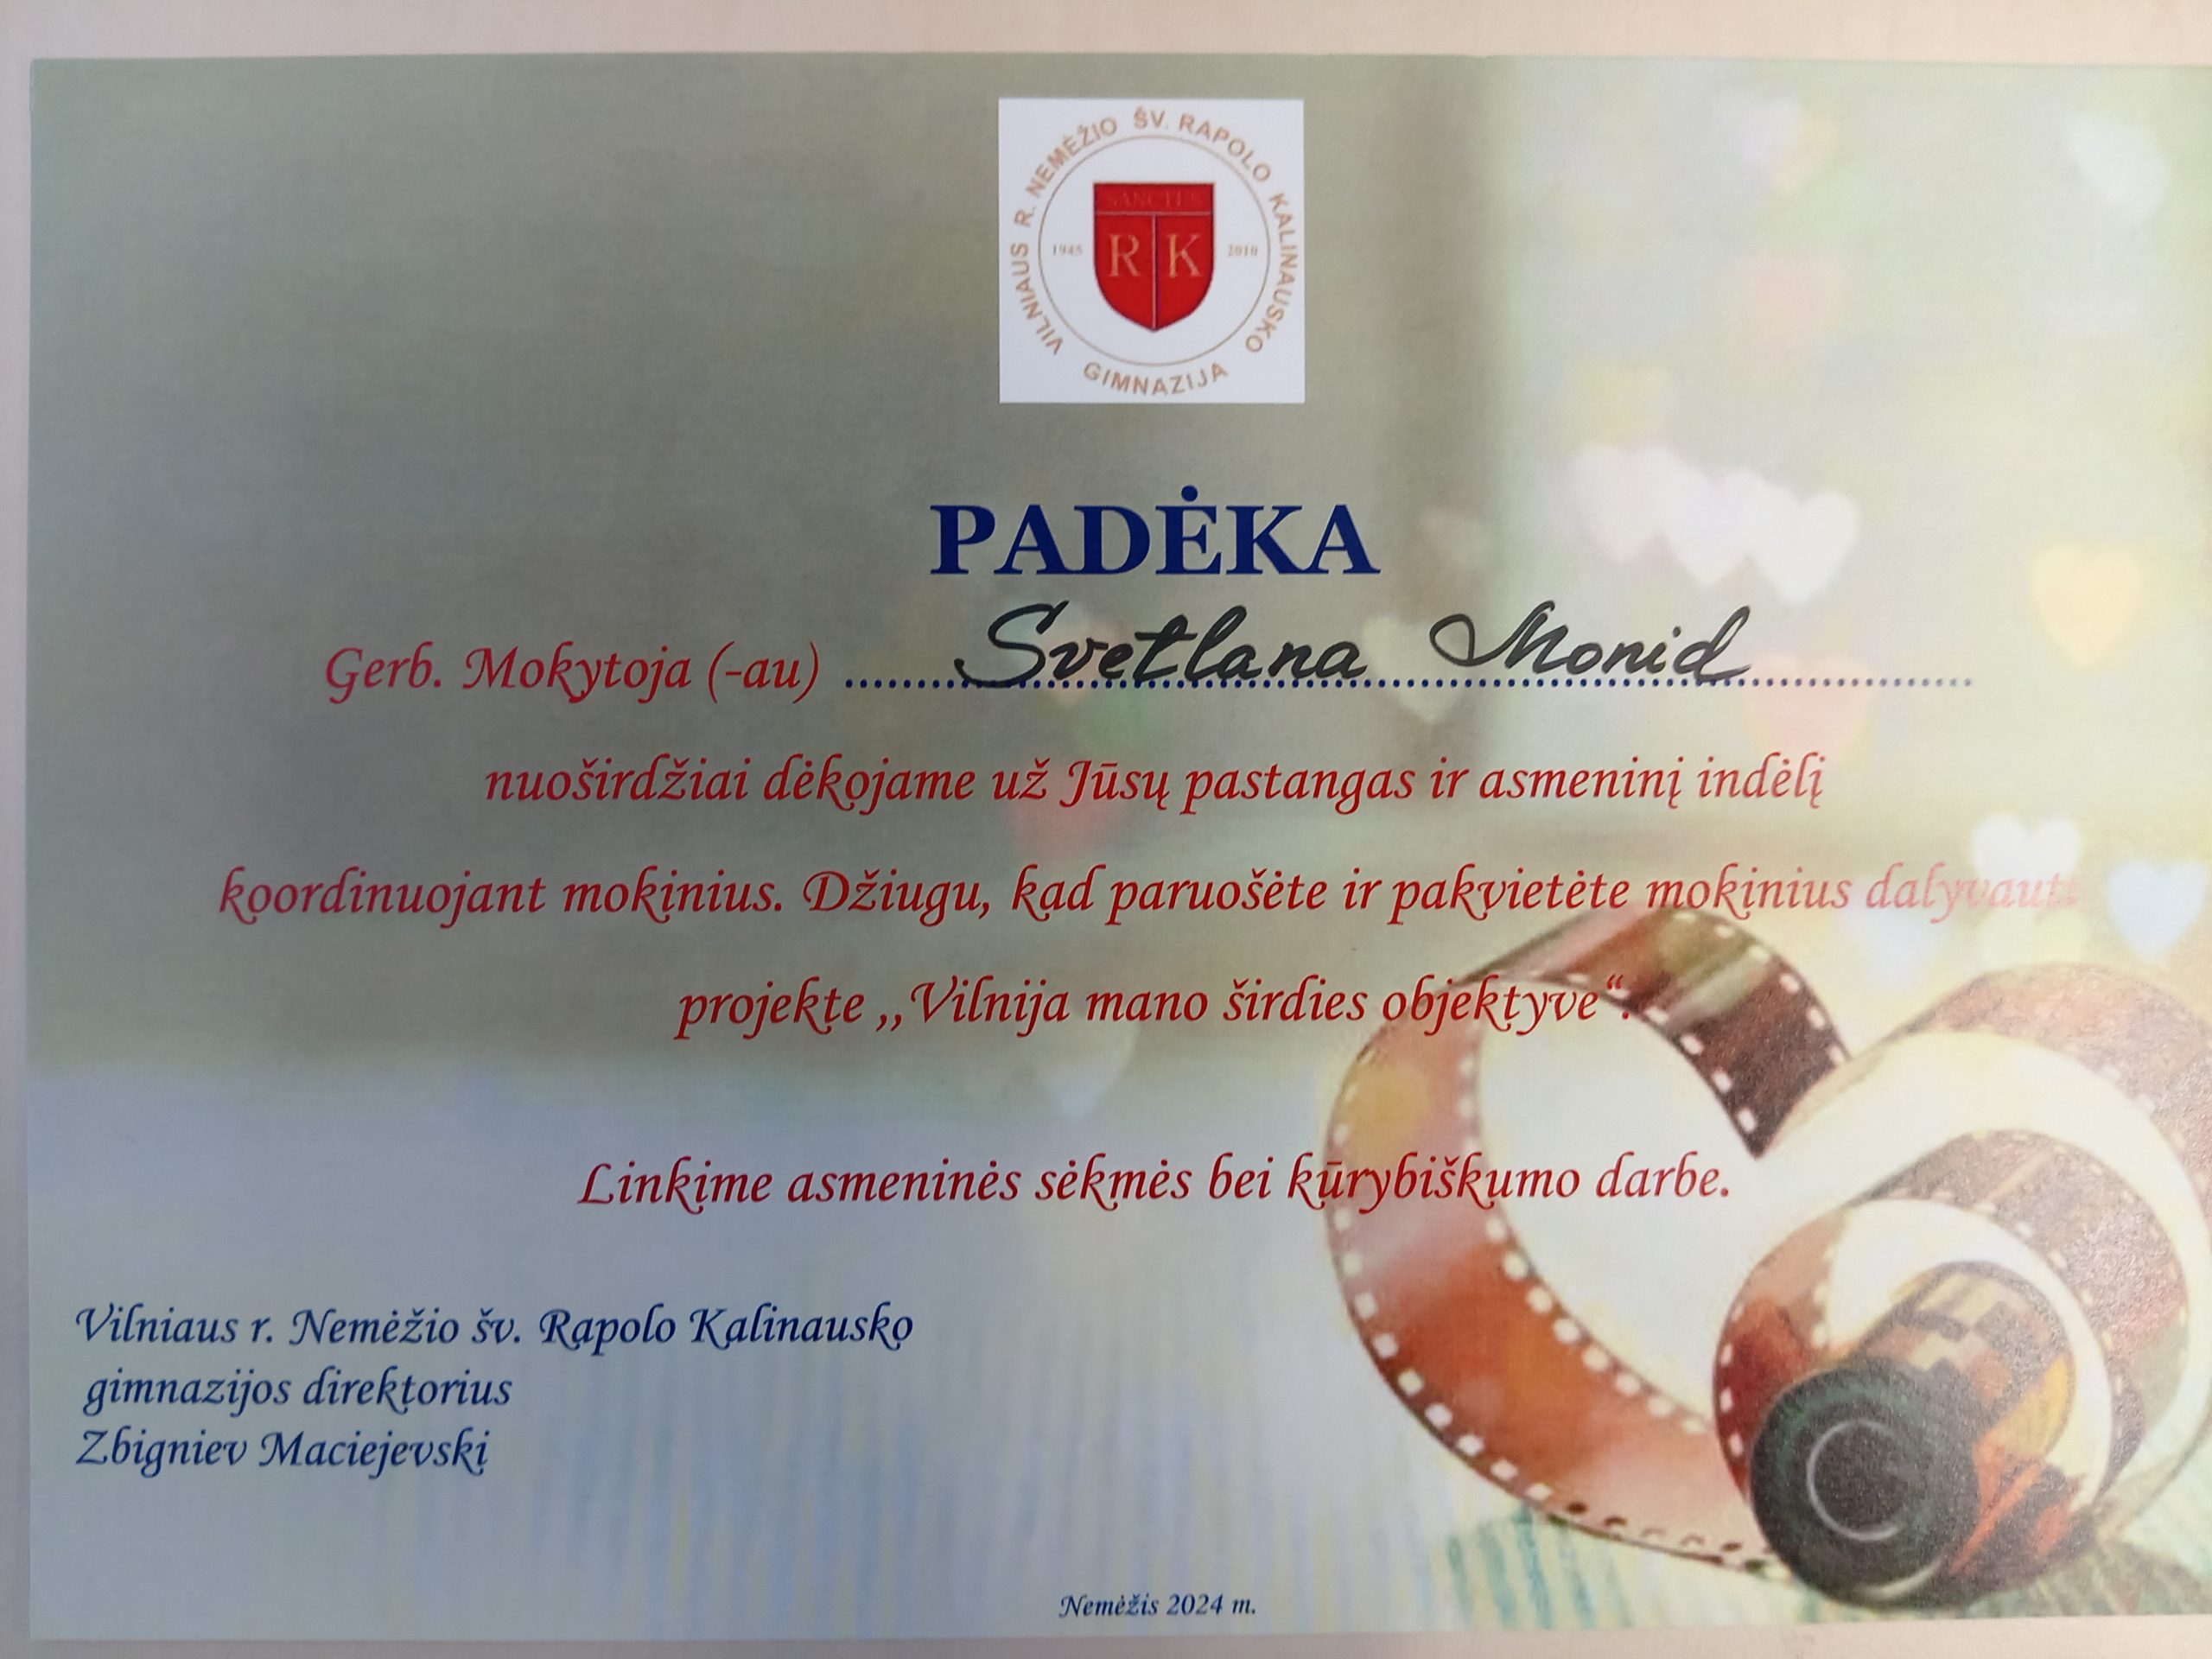 VILNIAUS R. NEMĖŽIO ŠV. RAPOLO KALINAUSKO
GIMNAZIJA
SANCTUS
1945 RK 2010
PADĖKA
Gerb. Mokytoja (-au) ........ Svetlana Monid ........
nuoširdžiai dėkojame už Jūsų pastangas ir asmeninį indėlį
koordinuojant mokinius. Džiugu, kad paruošėte ir pakvietėte mokinius dalyvauti
projekte ,,Vilnija mano širdies objektyve“.
Linkime asmeninės sėkmės bei kūrybiškumo darbe.
Vilniaus r. Nemėžio šv. Rapolo Kalinausko
gimnazijos direktorius
Zbigniev Maciejevski
Nemėžis 2024 m.